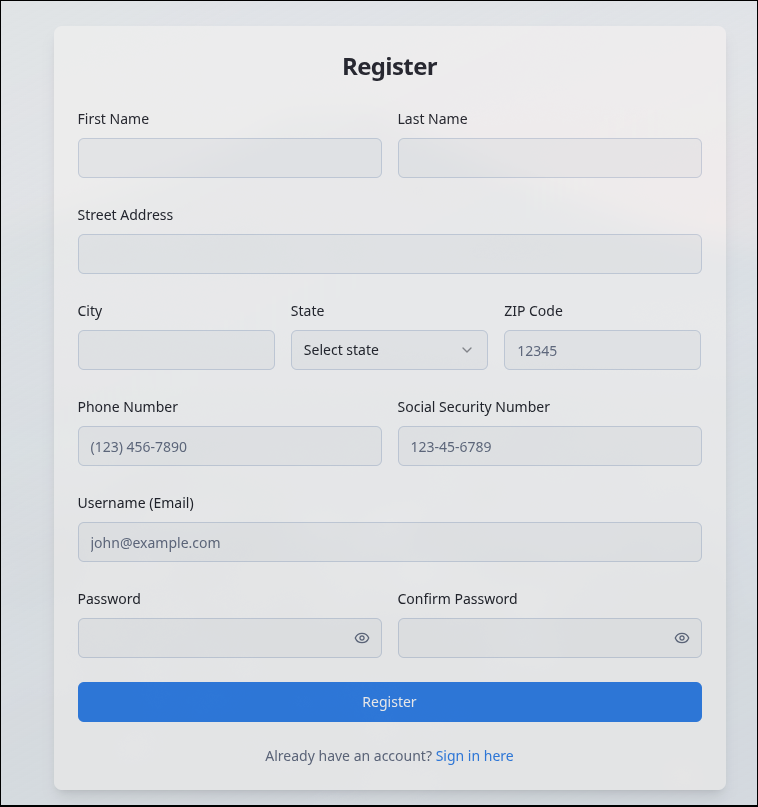 Register
First Name Last Name
Street Address
City State ZIP Code
Select state 12345
Phone Number Social Security Number
(123) 456-7890 123-45-6789
Username (Email)
john@example.com
Password Confirm Password
Register
Already have an account? Sign in here